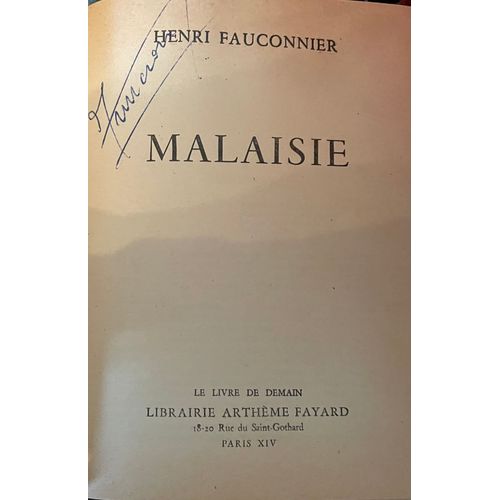 HENRI FAUCONNIER
MALAISIE
LE LIVRE DE DEMAIN
LIBRAIRIE ARTHÈME FAYARD
18-20 Rue du Saint-Gothard
PARIS XIV